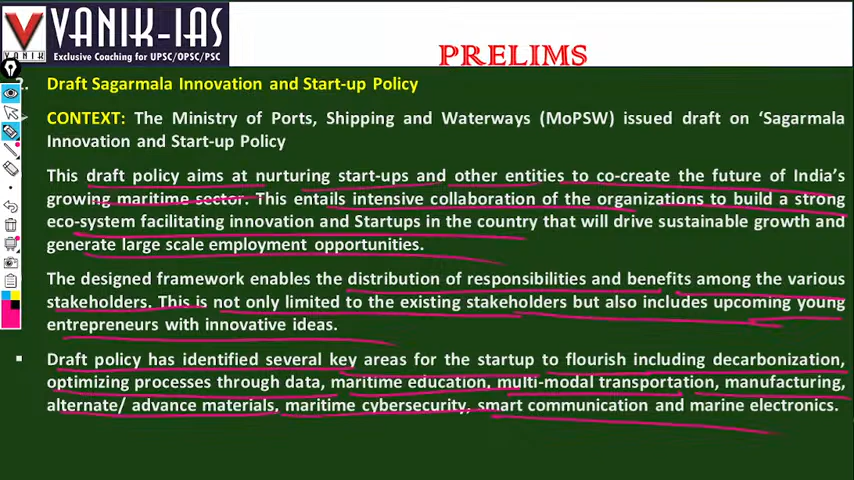 VANIK-IAS
VANIK
Exclusive Coaching for UPSC/OPSC/PSC
PRELIMS
2. Draft Sagarmala Innovation and Start-up Policy
CONTEXT: The Ministry of Ports, Shipping and Waterways (MoPSW) issued draft on ‘Sagarmala
Innovation and Start-up Policy
This draft policy aims at nurturing start-ups and other entities to co-create the future of India’s
growing maritime sector. This entails intensive collaboration of the organizations to build a strong
eco-system facilitating innovation and Startups in the country that will drive sustainable growth and
generate large scale employment opportunities.
The designed framework enables the distribution of responsibilities and benefits among the various
stakeholders. This is not only limited to the existing stakeholders but also includes upcoming young
entrepreneurs with innovative ideas.
Draft policy has identified several key areas for the startup to flourish including decarbonization,
optimizing processes through data, maritime education, multi-modal transportation, manufacturing,
alternate/ advance materials, maritime cybersecurity, smart communication and marine electronics.